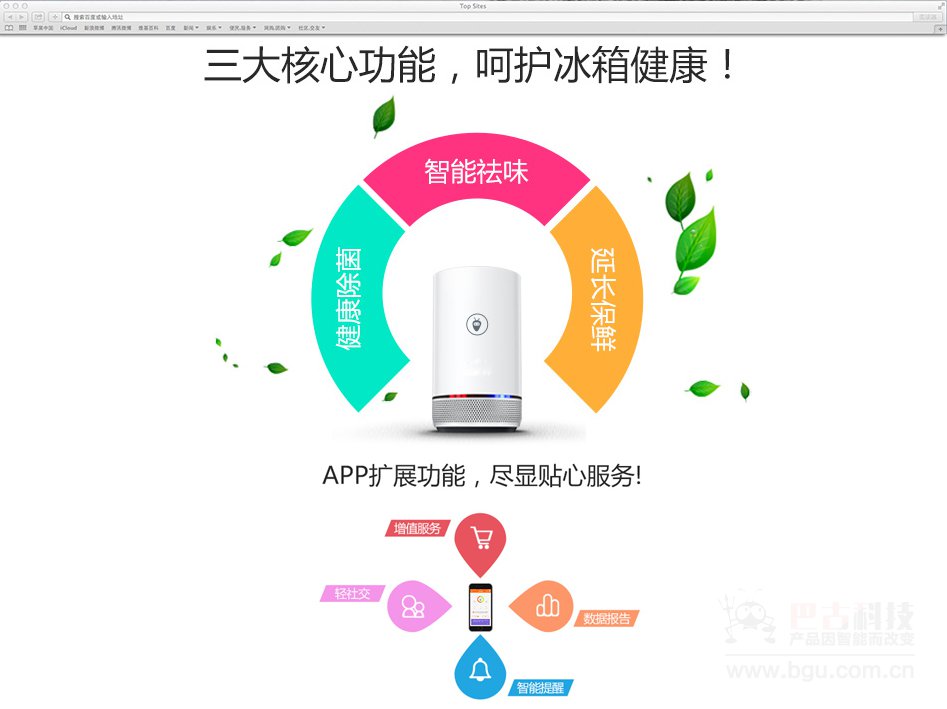 Top Sites
搜索百度或输入地址
苹果中国 iCloud 新浪微博 腾讯微博 维基百科 百度 新闻 娱乐 便民服务 网购团购 社区交友
三大核心功能，呵护冰箱健康！
智能祛味
健康除菌
延长保鲜
APP扩展功能，尽显贴心服务!
增值服务
轻社交
数据报告
智能提醒
巴古科技
产品因智能而改变
www.bgu.com.cn